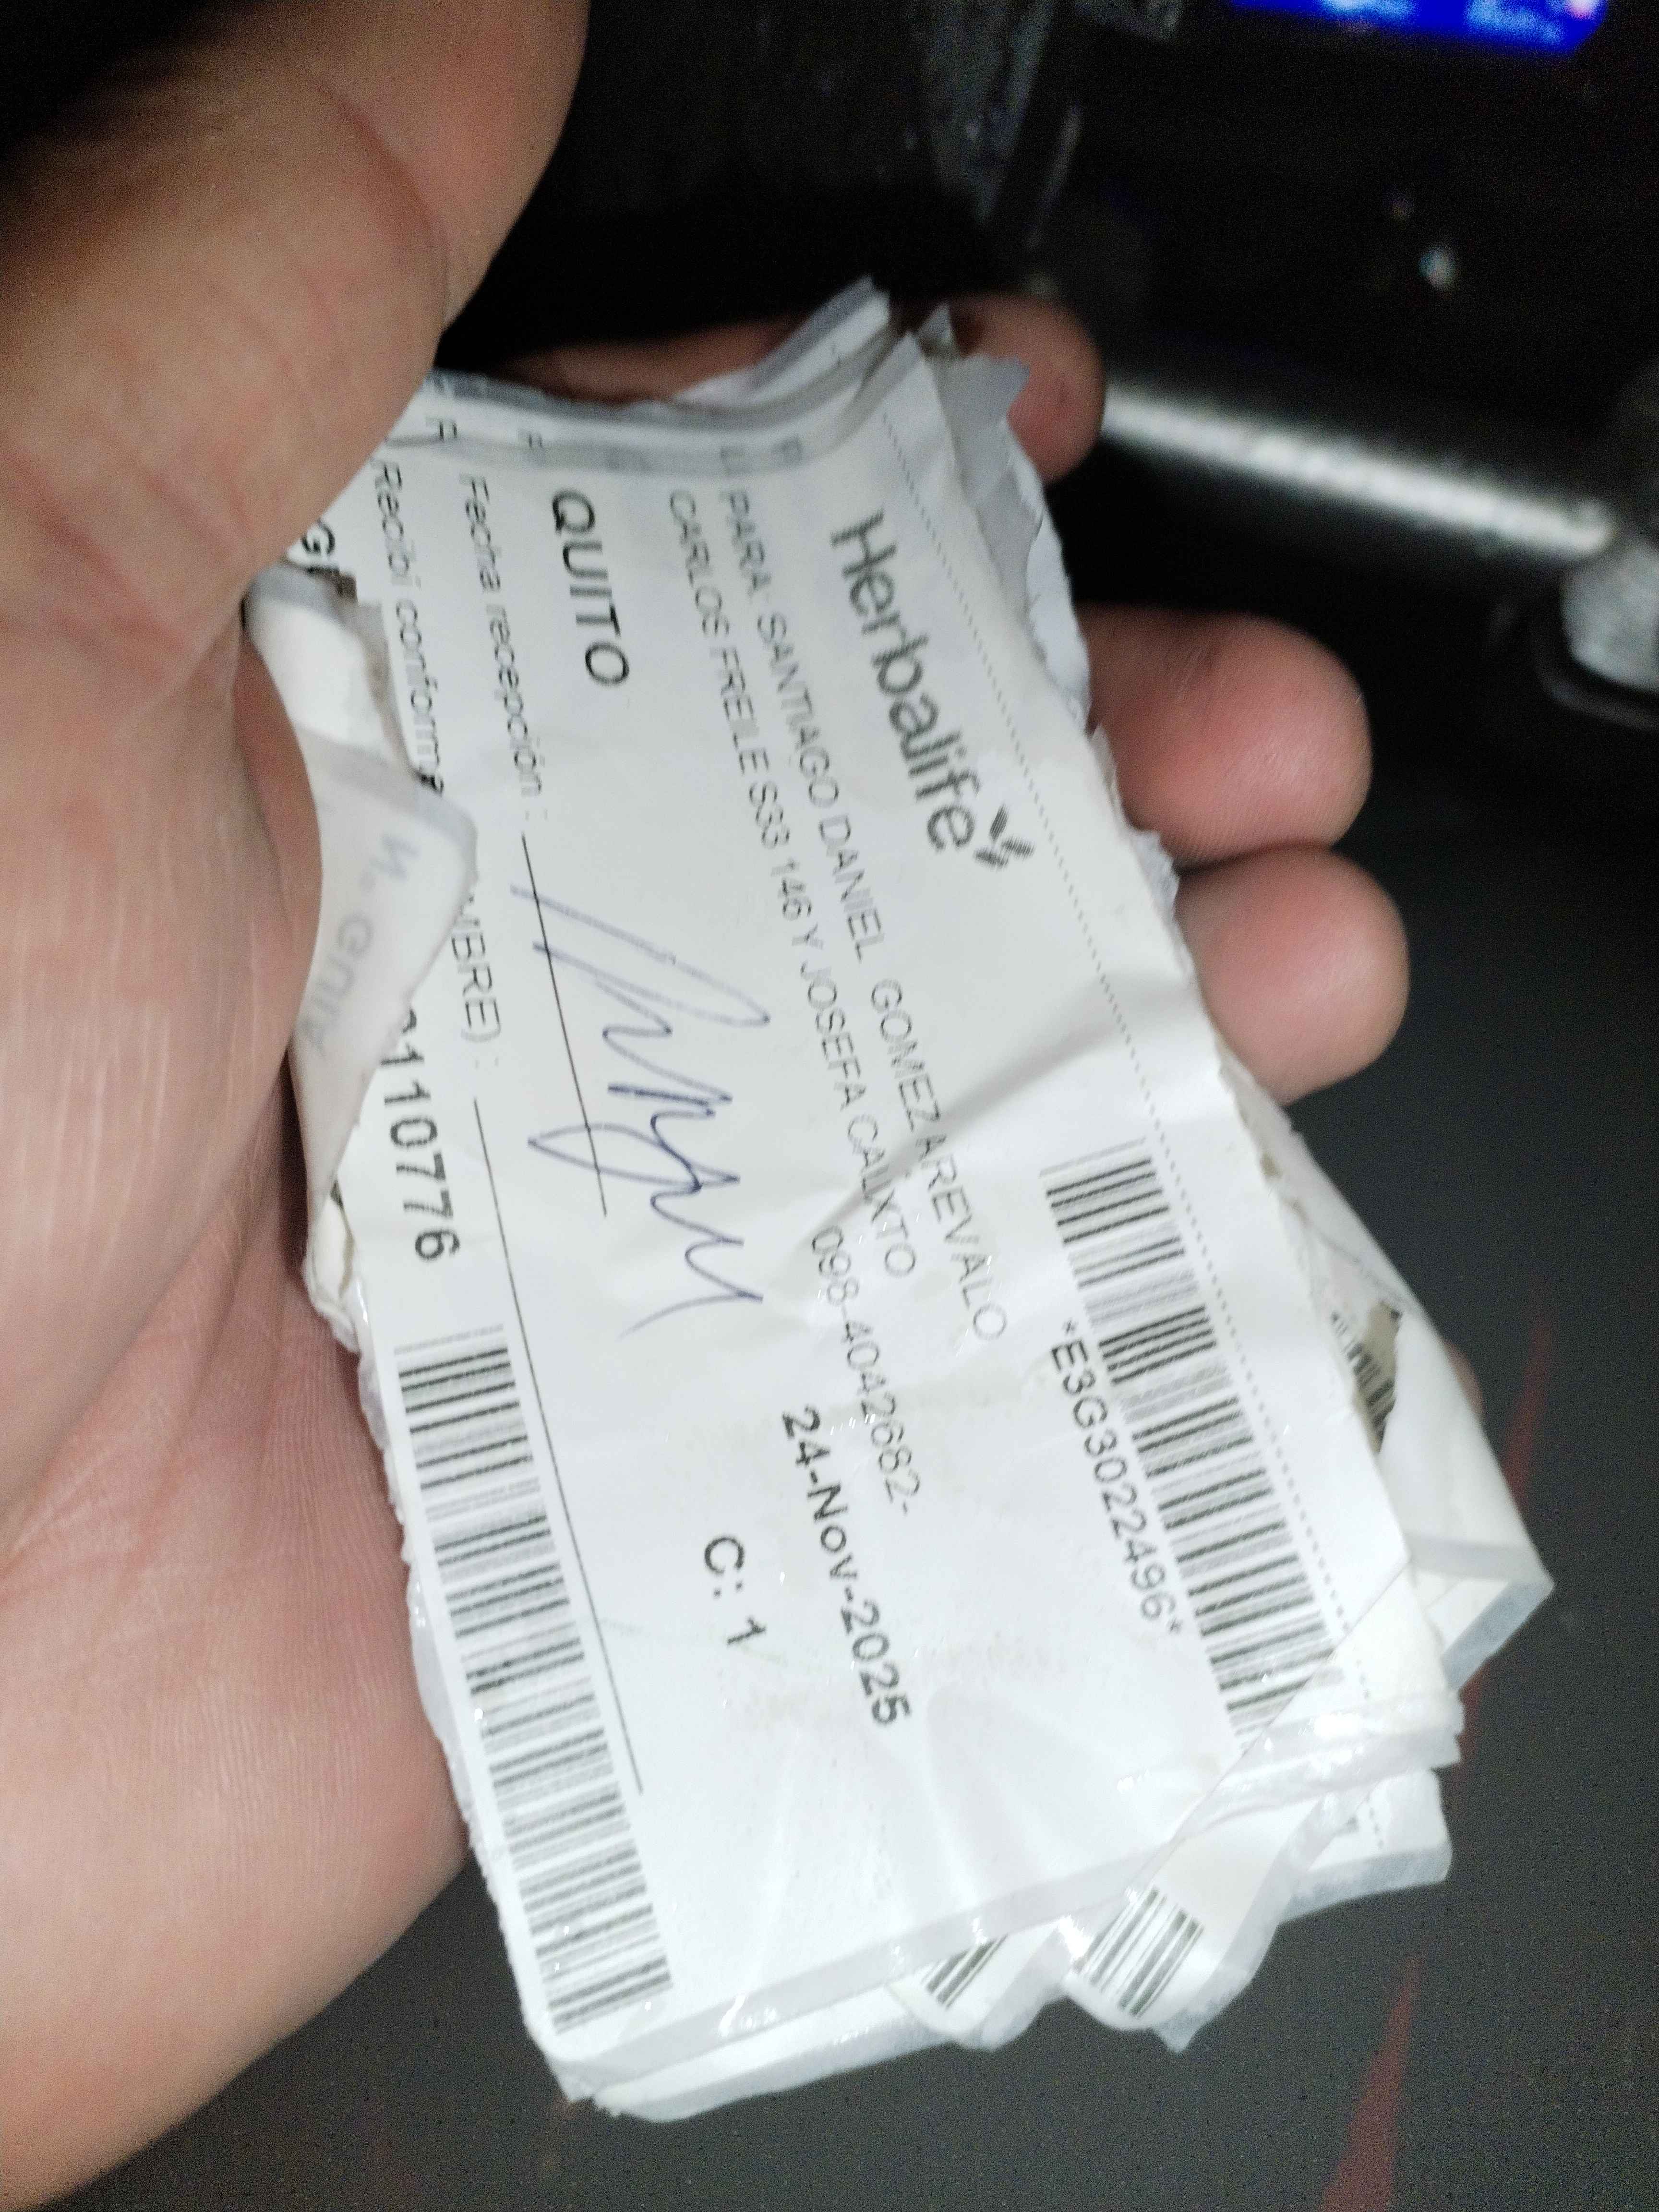 Herbalife
*E3G3022496*
PARA: SANTIAGO DANIEL GOMEZ AREVALO
CARLOS FREILE S33 146 Y JOSEFA CALIXTO
098-4042682-
QUITO
24-Nov-2025
Fecha recepción :
C: 1
Recibí conforme
MBRE) :
110776